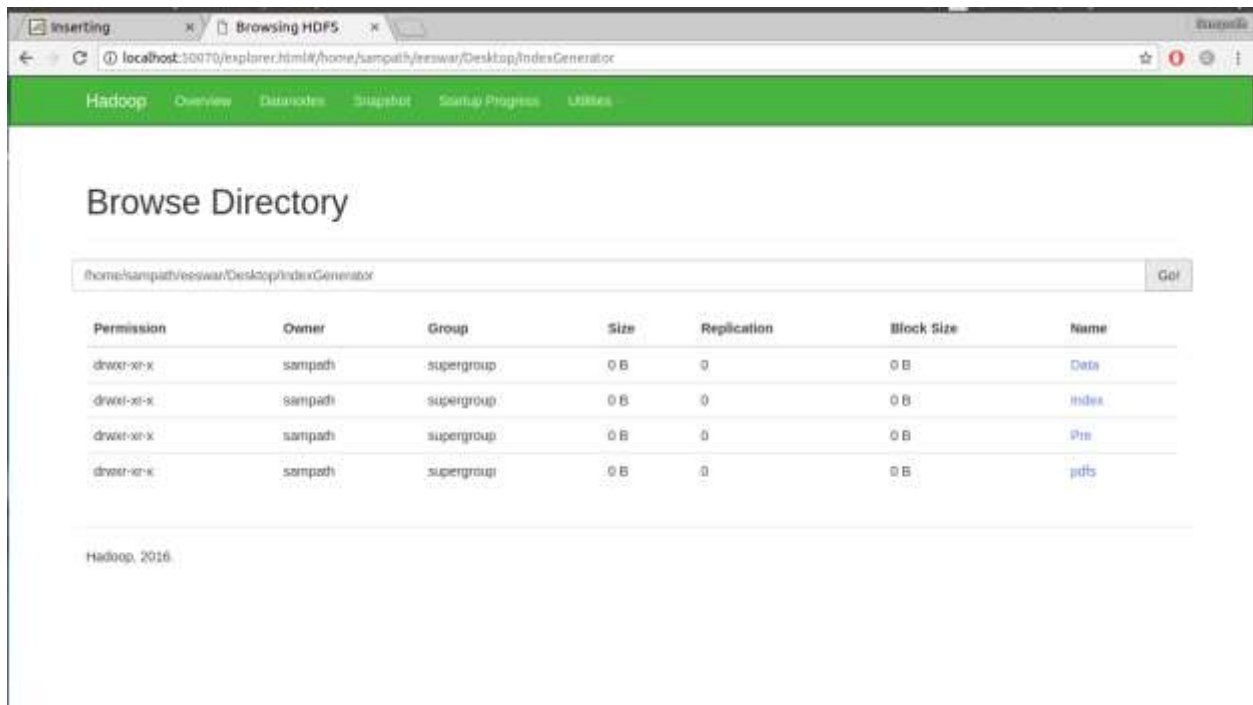 Inserting
Browsing HDFS
localhost:50070/explorer.html#/home/sampath/eeswar/Desktop/IndexGenerator
Hadoop Overview Datanodes Snapshot Startup Progress Utilities
Browse Directory
/home/sampath/eeswar/Desktop/IndexGenerator Go!
Permission Owner Group Size Replication Block Size Name
drwxr-xr-x sampath supergroup 0 B 0 0 B Data
drwxr-xr-x sampath supergroup 0 B 0 0 B Index
drwxr-xr-x sampath supergroup 0 B 0 0 B Pre
drwxr-xr-x sampath supergroup 0 B 0 0 B pdfs
Hadoop, 2016.